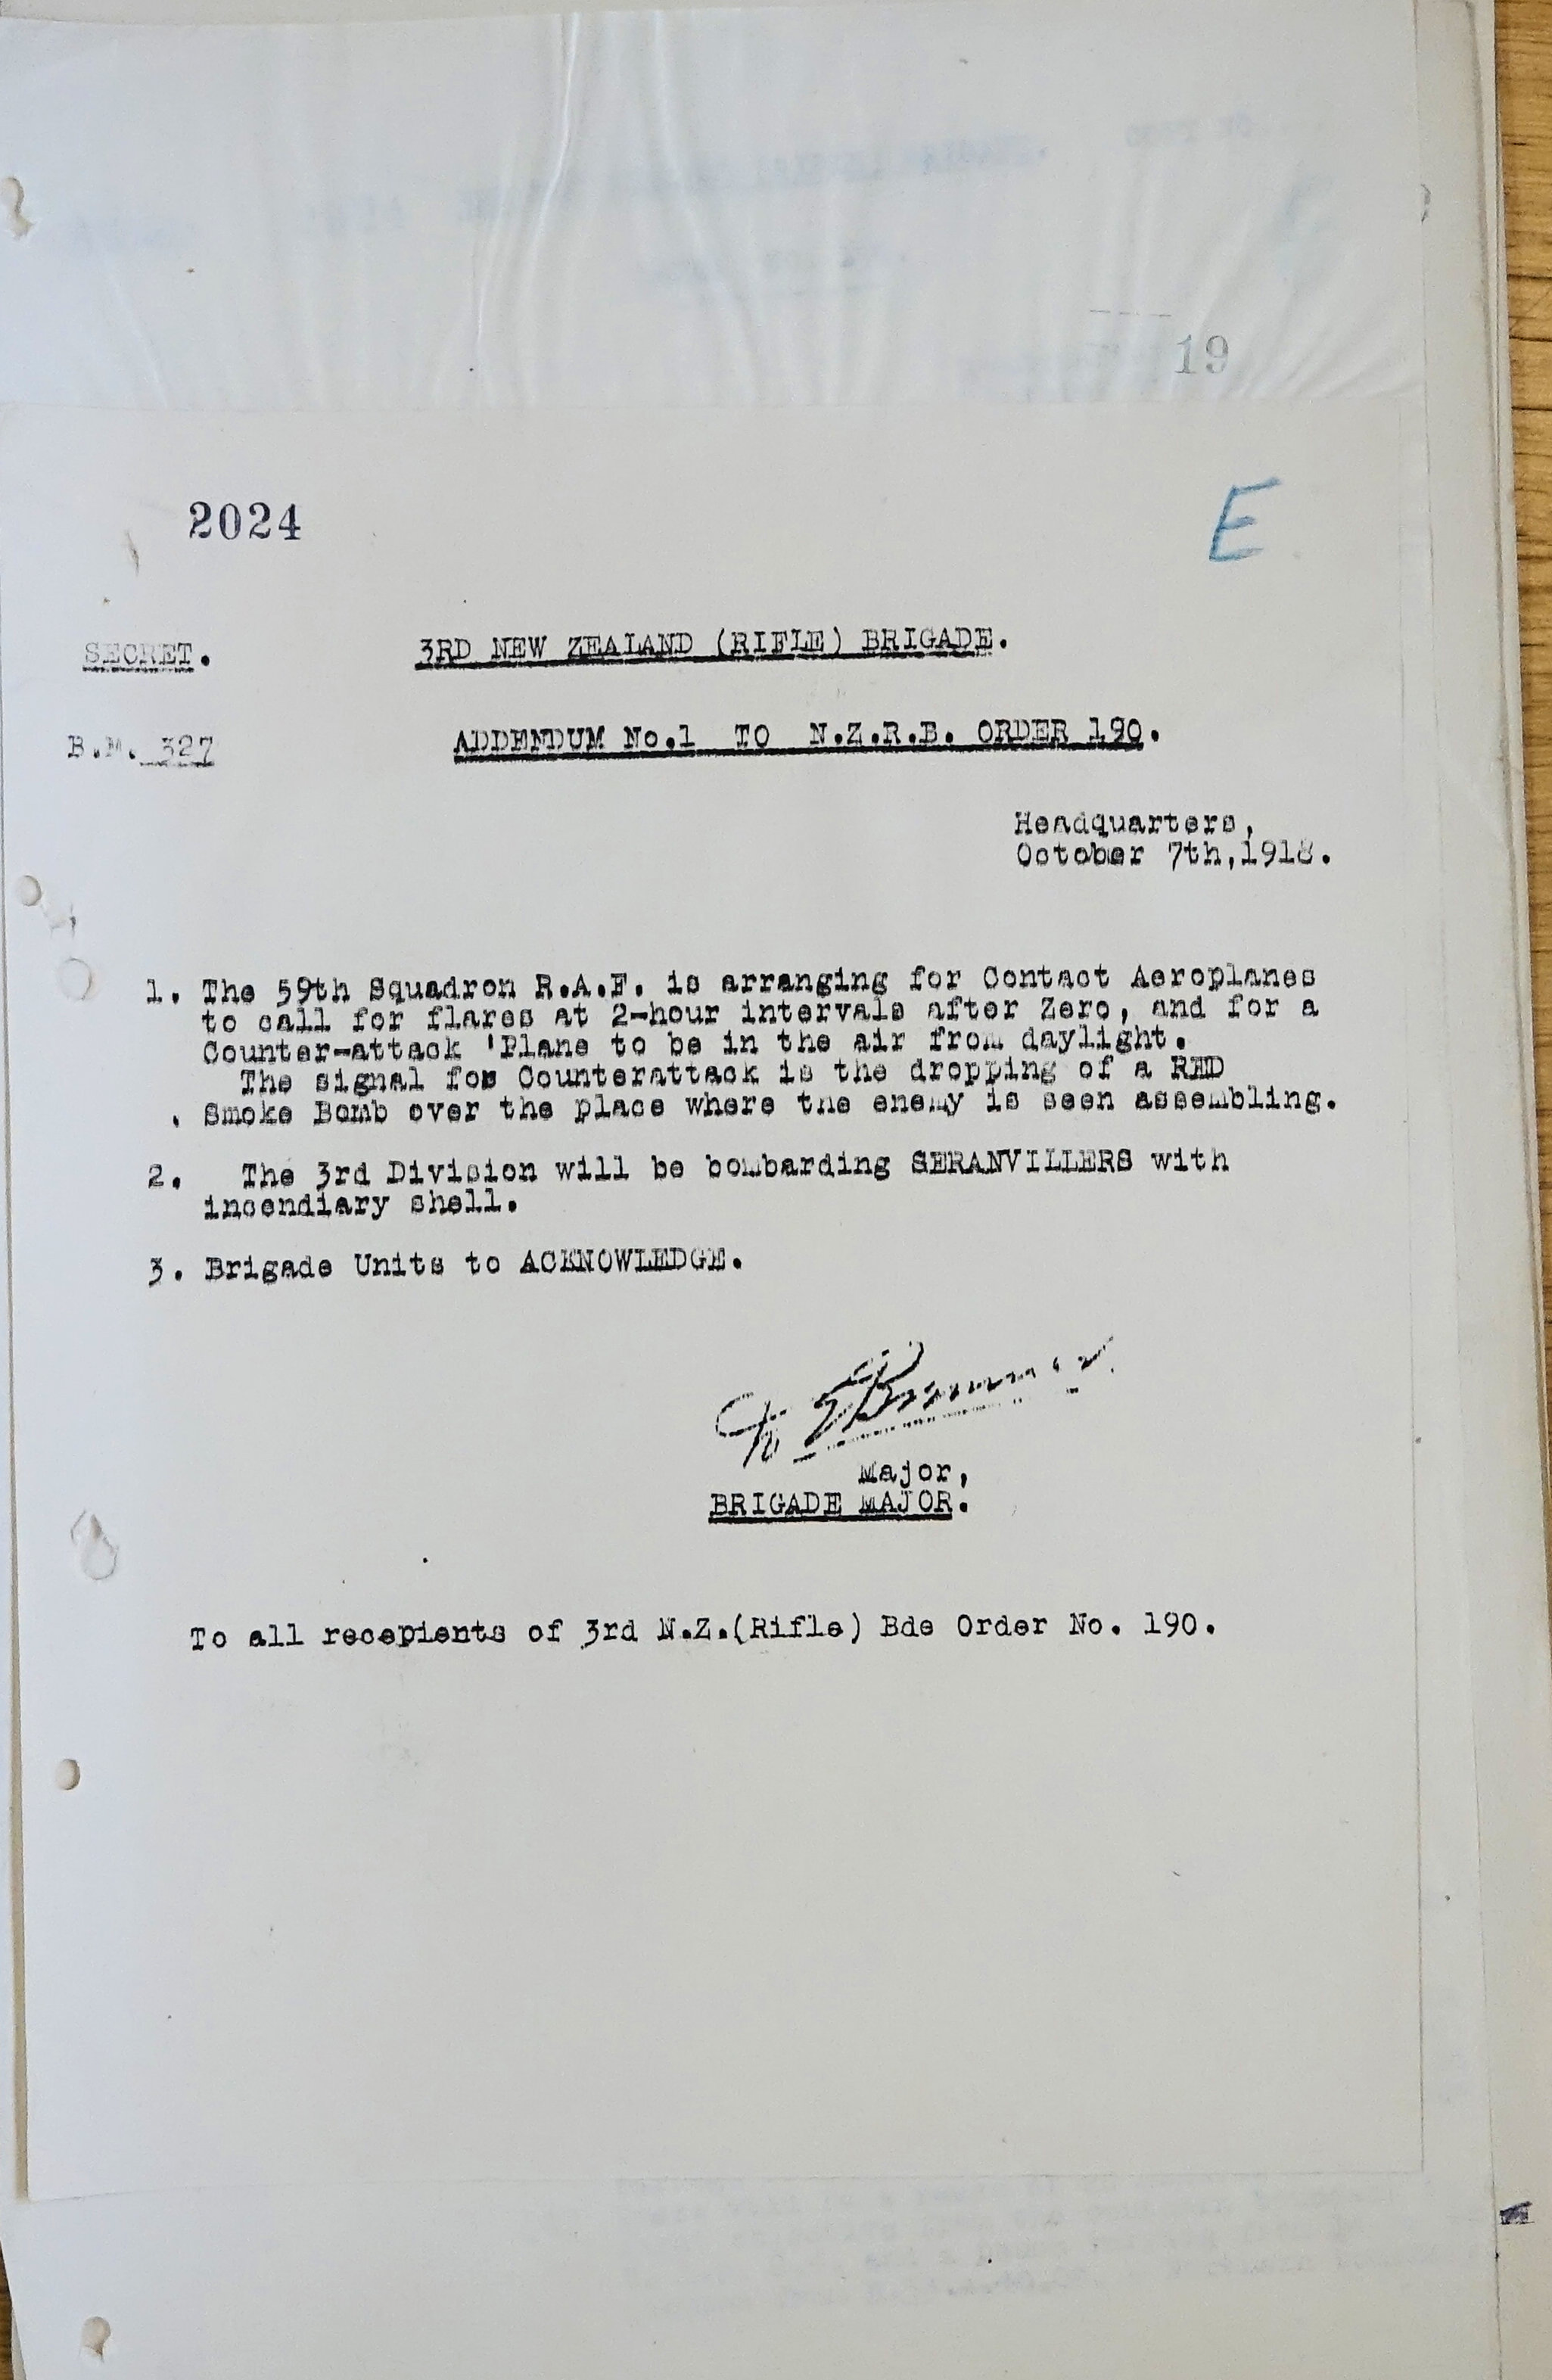 19
2024
E
SECRET.
3RD NEW ZEALAND (RIFLE) BRIGADE.
B.M. 327
ADDENDUM No.1 TO N.Z.R.B. ORDER 190.
Headquarters,
October 7th,1918.
1. The 59th Squadron R.A.F. is arranging for Contact Aeroplanes
to call for flares at 2-hour intervals after Zero, and for a
Counter-attack 'Plane to be in the air from daylight.
The signal for Counterattack is the dropping of a RED
Smoke Bomb over the place where the enemy is seen assembling.
2. The 3rd Division will be bombarding SERANVILLERS with
incendiary shell.
3. Brigade Units to ACKNOWLEDGE.
Major,
BRIGADE MAJOR.
To all recepients of 3rd N.Z.(Rifle) Bde Order No. 190.